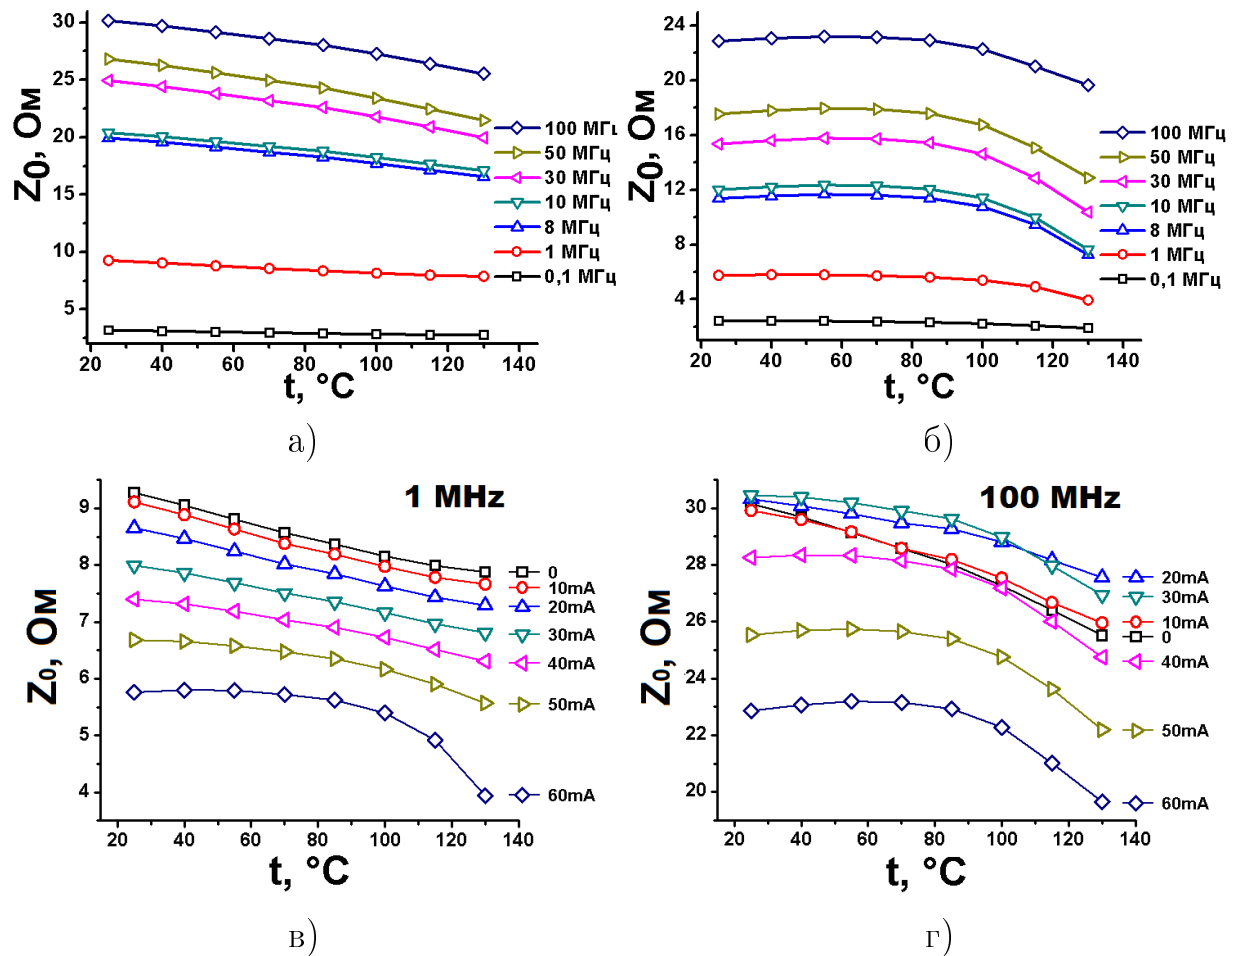 30
25
20
15
10
5
Z0, Ом
20 40 60 80 100 120 140
t, °C
100 МГц
50 МГц
30 МГц
10 МГц
8 МГц
1 МГц
0,1 МГц
а)
24
20
16
12
8
4
Z0, Ом
20 40 60 80 100 120 140
t, °C
100 МГц
50 МГц
30 МГц
10 МГц
8 МГц
1 МГц
0,1 МГц
б)
1 MHz
9
8
7
6
5
4
Z0, Ом
20 40 60 80 100 120 140
t, °C
0
10mA
20mA
30mA
40mA
50mA
60mA
в)
100 MHz
30
28
26
24
22
20
Z0, Ом
20 40 60 80 100 120 140
t, °C
20mA
30mA
10mA
0
40mA
50mA
60mA
г)